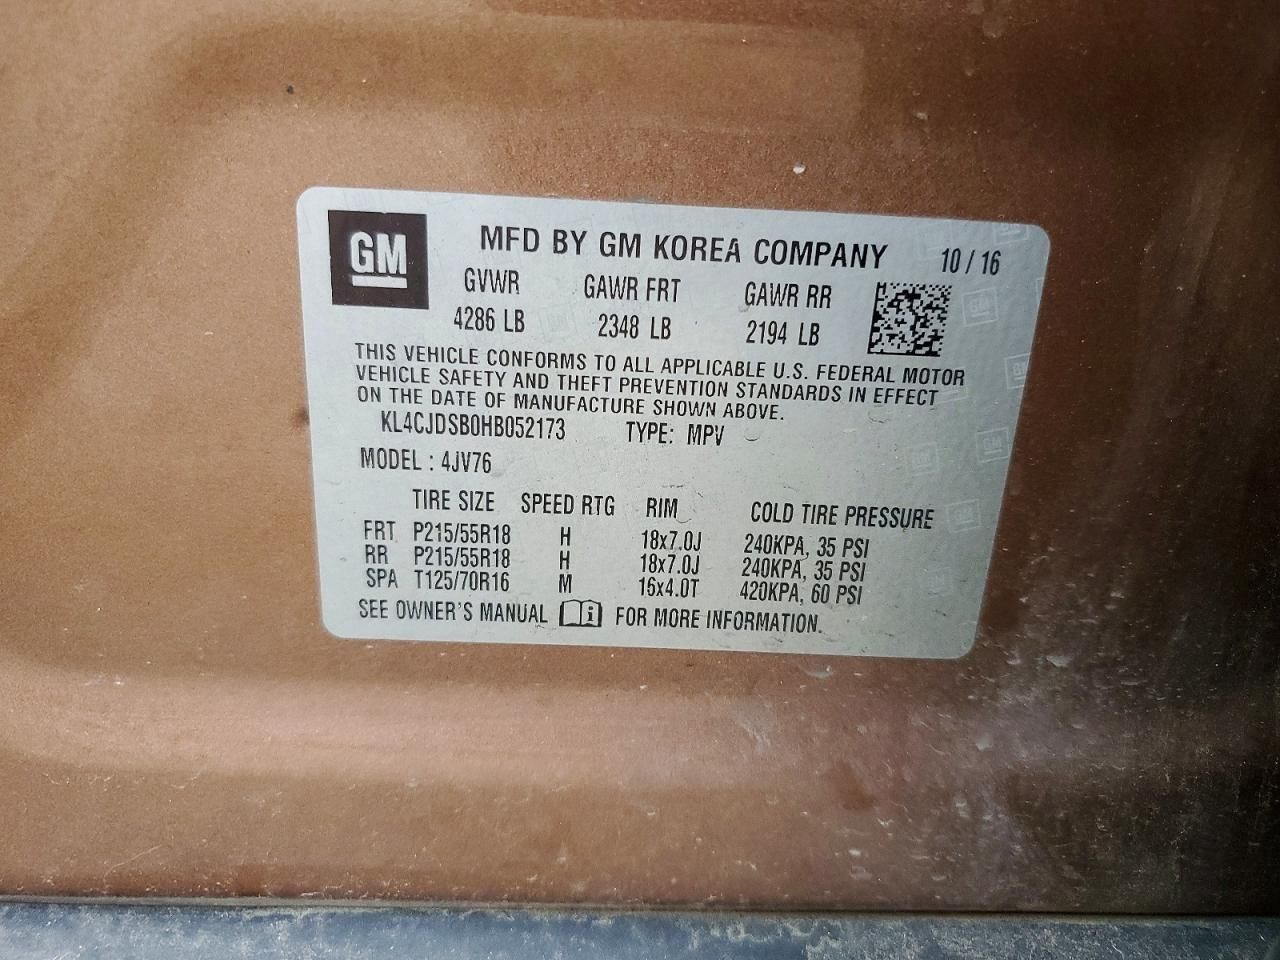 GM
MFD BY GM KOREA COMPANY 10 / 16
GVWR GAWR FRT GAWR RR
4286 LB 2348 LB 2194 LB
THIS VEHICLE CONFORMS TO ALL APPLICABLE U.S. FEDERAL MOTOR
VEHICLE SAFETY AND THEFT PREVENTION STANDARDS IN EFFECT
ON THE DATE OF MANUFACTURE SHOWN ABOVE.
KL4CJDSB0HB052173 TYPE: MPV
MODEL : 4JV76
TIRE SIZE SPEED RTG RIM COLD TIRE PRESSURE
FRT P215/55R18 H 18x7.0J 240KPA, 35 PSI
RR P215/55R18 H 18x7.0J 240KPA, 35 PSI
SPA T125/70R16 M 16x4.0T 420KPA, 60 PSI
SEE OWNER'S MANUAL FOR MORE INFORMATION.